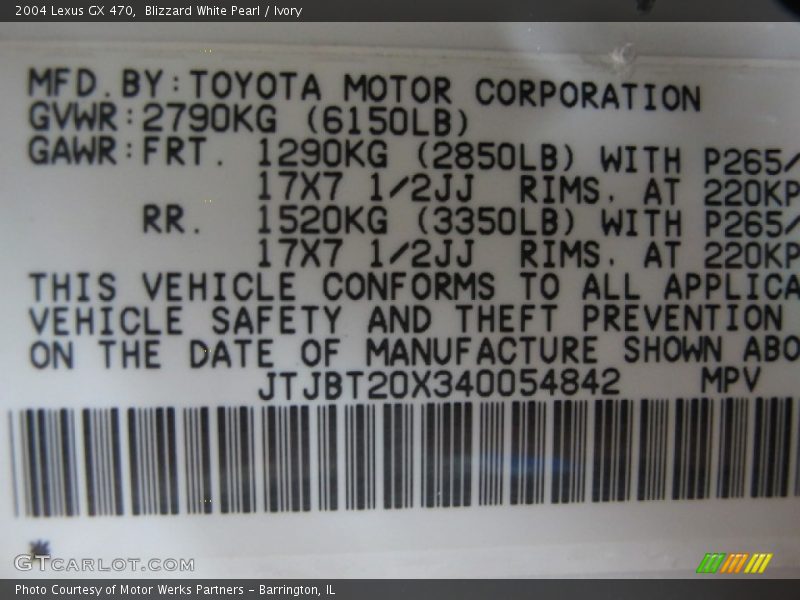 2004 Lexus GX 470, Blizzard White Pearl / Ivory
MFD.BY:TOYOTA MOTOR CORPORATION
GVWR:2790KG (6150LB)
GAWR:FRT. 1290KG (2850LB) WITH P265/
17X7 1/2JJ RIMS, AT 220KP
RR. 1520KG (3350LB) WITH P265/
17X7 1/2JJ RIMS, AT 220KP
THIS VEHICLE CONFORMS TO ALL APPLICA
VEHICLE SAFETY AND THEFT PREVENTION
ON THE DATE OF MANUFACTURE SHOWN ABO
JTJBT20X340054842 MPV
*
GTCARLOT.COM
Photo Courtesy of Motor Werks Partners - Barrington, IL